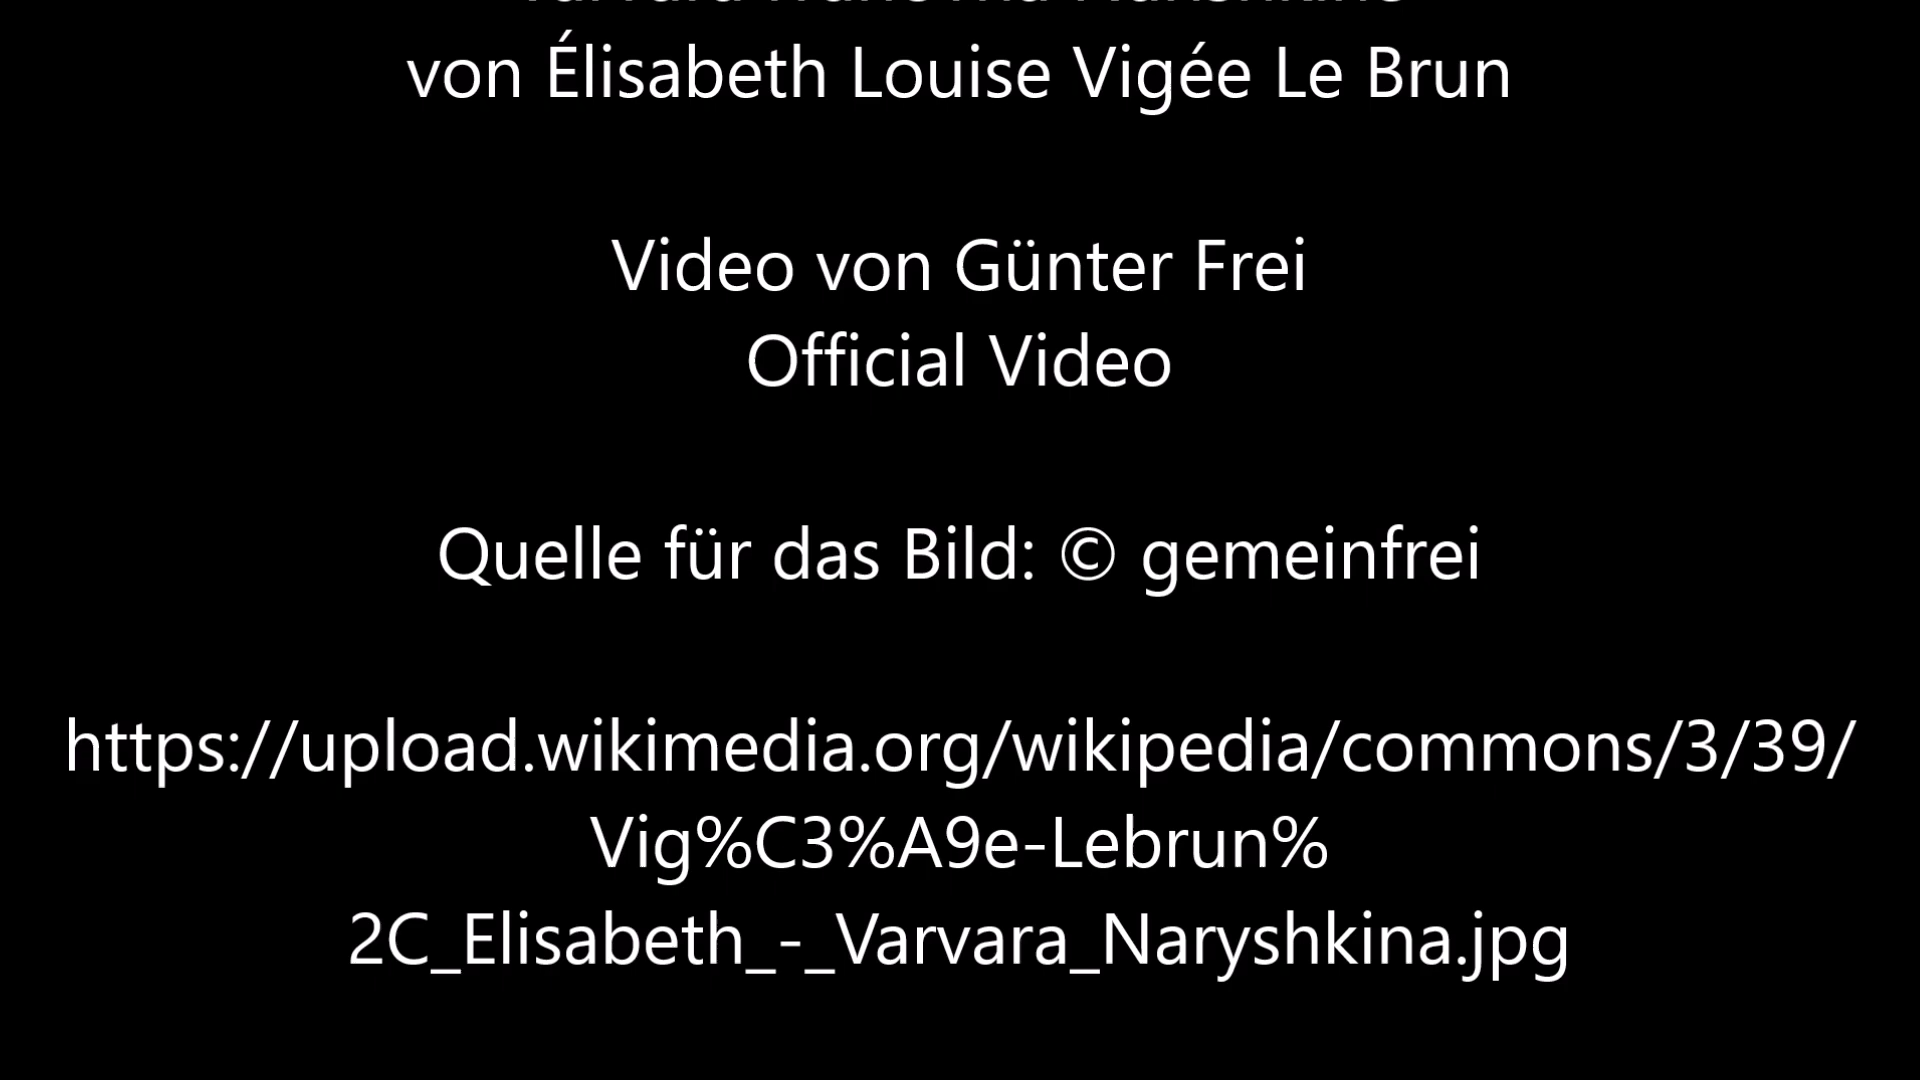 von Élisabeth Louise Vigée Le Brun
Video von Günter Frei
Official Video
Quelle für das Bild: © gemeinfrei
https://upload.wikimedia.org/wikipedia/commons/3/39/
Vig%C3%A9e-Lebrun%
2C_Elisabeth_-_Varvara_Naryshkina.jpg